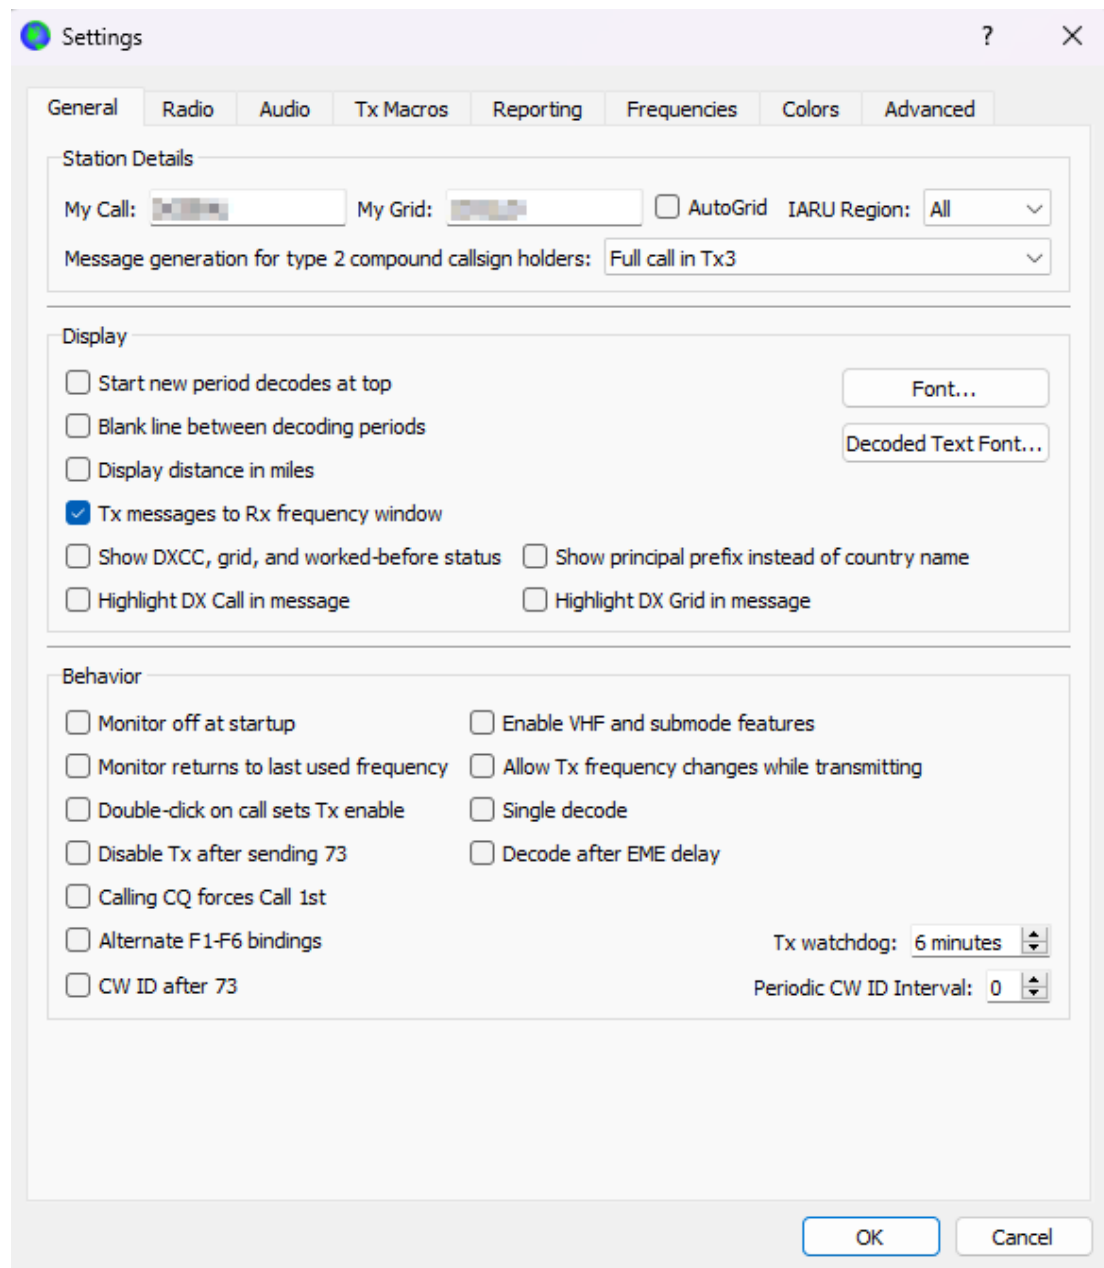 Settings ? ×
General Radio Audio Tx Macros Reporting Frequencies Colors Advanced
Station Details
My Call: My Grid: AutoGrid IARU Region: All
Message generation for type 2 compound callsign holders: Full call in Tx3
Display
Start new period decodes at top Font...
Blank line between decoding periods Decoded Text Font...
Display distance in miles
Tx messages to Rx frequency window
Show DXCC, grid, and worked-before status Show principal prefix instead of country name
Highlight DX Call in message Highlight DX Grid in message
Behavior
Monitor off at startup Enable VHF and submode features
Monitor returns to last used frequency Allow Tx frequency changes while transmitting
Double-click on call sets Tx enable Single decode
Disable Tx after sending 73 Decode after EME delay
Calling CQ forces Call 1st
Alternate F1-F6 bindings Tx watchdog: 6 minutes
CW ID after 73 Periodic CW ID Interval: 0
OK Cancel